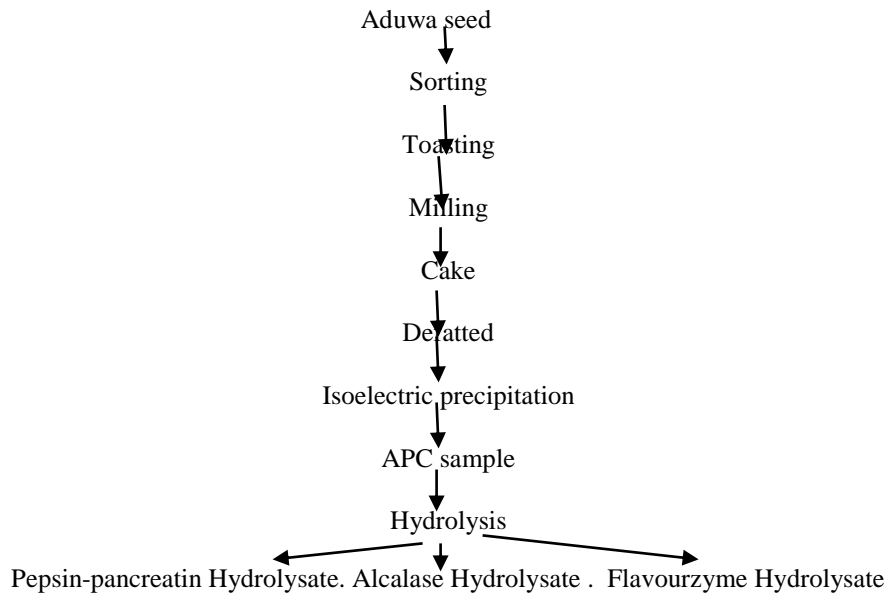 Aduwa seed
Sorting
Toasting
Milling
Cake
Defatted
Isoelectric precipitation
APC sample
Hydrolysis
Pepsin-pancreatin Hydrolysate. Alcalase Hydrolysate . Flavourzyme Hydrolysate